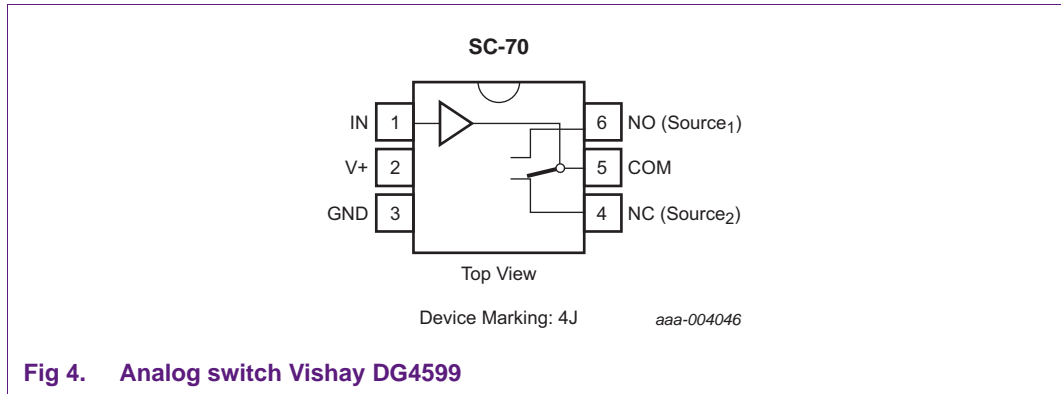 SC-70
IN 1 6 NO (Source1)
V+ 2 5 COM
GND 3 4 NC (Source2)
Top View
Device Marking: 4J aaa-004046
Fig 4. Analog switch Vishay DG4599